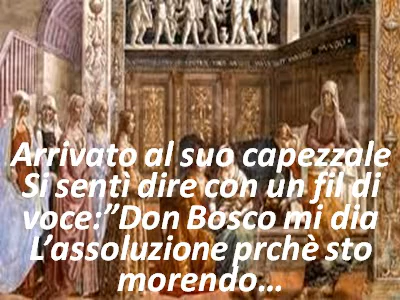 Arrivato al suo capezzale
Si sentì dire con un fil di
voce:”Don Bosco mi dia
L’assoluzione prchè sto
morendo…